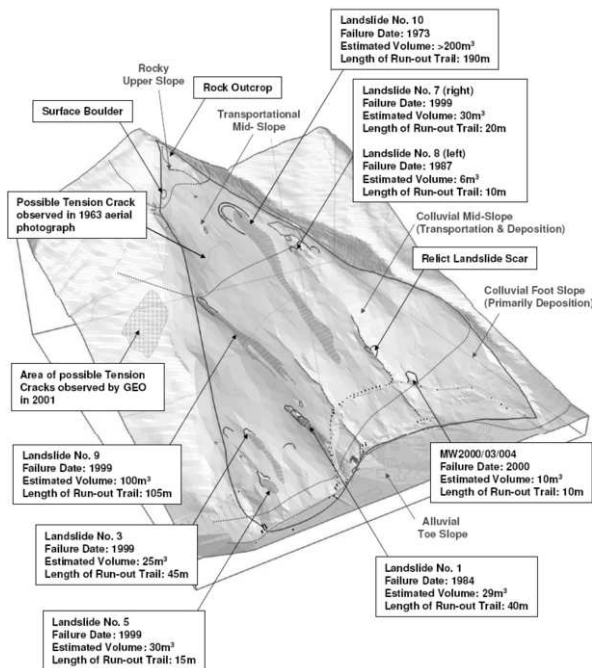 Landslide No. 10
Failure Date: 1973
Estimated Volume: >200m³
Length of Run-out Trail: 190m
Rocky
Upper Slope
Rock Outcrop
Surface Boulder
Transportational
Mid- Slope
Landslide No. 7 (right)
Failure Date: 1999
Estimated Volume: 30m³
Length of Run-out Trail: 20m
Landslide No. 8 (left)
Failure Date: 1987
Estimated Volume: 6m³
Length of Run-out Trail: 10m
Possible Tension Crack
observed in 1963 aerial
photograph
Colluvial Mid-Slope
(Transportation & Deposition)
Relict Landslide Scar
Colluvial Foot Slope
(Primarily Deposition)
Area of possible Tension
Cracks observed by GEO
in 2001
Landslide No. 9
Failure Date: 1999
Estimated Volume: 100m³
Length of Run-out Trail: 105m
MW2000/03/004
Failure Date: 2000
Estimated Volume: 10m³
Length of Run-out Trail: 10m
Alluvial
Toe Slope
Landslide No. 3
Failure Date: 1999
Estimated Volume: 25m³
Length of Run-out Trail: 45m
Landslide No. 1
Failure Date: 1984
Estimated Volume: 29m³
Length of Run-out Trail: 40m
Landslide No. 5
Failure Date: 1999
Estimated Volume: 30m³
Length of Run-out Trail: 15m